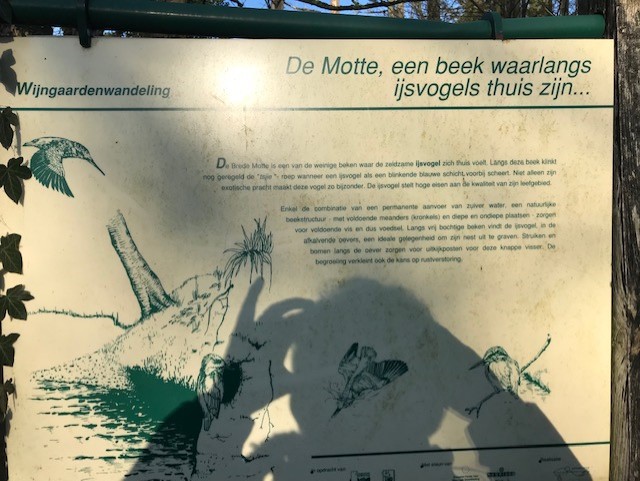 De Motte, een beek waarlangs
ijsvogels thuis zijn...
Wijngaardenwandeling
De Brede Motte is een van de weinige beken waar de zeldzame ijsvogel zich thuis voelt. Langs deze beek klinkt
nog geregeld de "tsjie "- roep wanneer een ijsvogel als een blinkende blauwe schicht voorbij scheert. Niet alleen zijn
exotische pracht maakt deze vogel zo bijzonder. De ijsvogel stelt hoge eisen aan de kwaliteit van zijn leefgebied.
Enkel de combinatie van een permanente aanvoer van zuiver water, een natuurlijke
beekstructuur - met voldoende meanders (kronkels) en diepe en ondiepe plaatsen - zorgen
voor voldoende vis en dus voedsel. Langs vrij bochtige beken vindt de ijsvogel, in de
afkalvende oevers, een ideale gelegenheid om zijn nest uit te graven. Struiken en
bomen langs de oever zorgen voor uitkijkposten voor deze knappe visser. De
begroeiing verkleint ook de kans op rustverstoring.